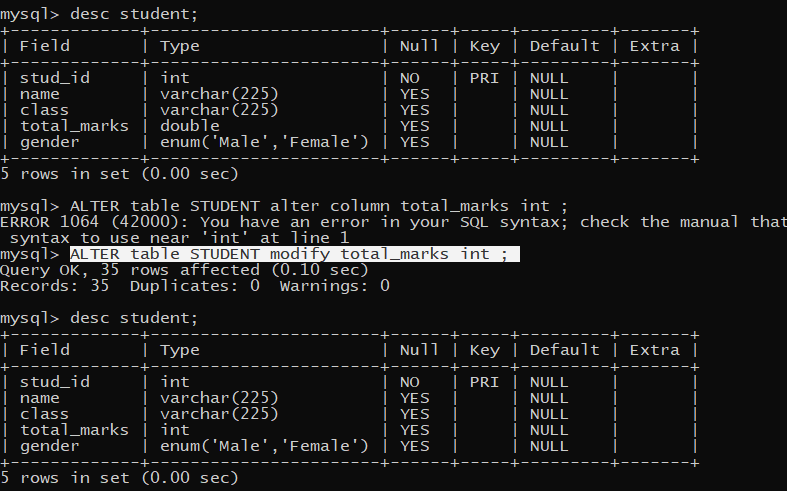 mysql> desc student;
+-------------+-----------------------+------+-----+---------+-------+
| Field       | Type                  | Null | Key | Default | Extra |
+-------------+-----------------------+------+-----+---------+-------+
| stud_id     | int                   | NO   | PRI | NULL    |       |
| name        | varchar(225)          | YES  |     | NULL    |       |
| class       | varchar(225)          | YES  |     | NULL    |       |
| total_marks | double                | YES  |     | NULL    |       |
| gender      | enum('Male','Female') | YES  |     | NULL    |       |
+-------------+-----------------------+------+-----+---------+-------+
5 rows in set (0.00 sec)
mysql> ALTER table STUDENT alter column total_marks int ;
ERROR 1064 (42000): You have an error in your SQL syntax; check the manual that
 syntax to use near 'int' at line 1
mysql> ALTER table STUDENT modify total_marks int ;
Query OK, 35 rows affected (0.10 sec)
Records: 35  Duplicates: 0  Warnings: 0
mysql> desc student;
+-------------+-----------------------+------+-----+---------+-------+
| Field       | Type                  | Null | Key | Default | Extra |
+-------------+-----------------------+------+-----+---------+-------+
| stud_id     | int                   | NO   | PRI | NULL    |       |
| name        | varchar(225)          | YES  |     | NULL    |       |
| class       | varchar(225)          | YES  |     | NULL    |       |
| total_marks | int                   | YES  |     | NULL    |       |
| gender      | enum('Male','Female') | YES  |     | NULL    |       |
+-------------+-----------------------+------+-----+---------+-------+
5 rows in set (0.00 sec)